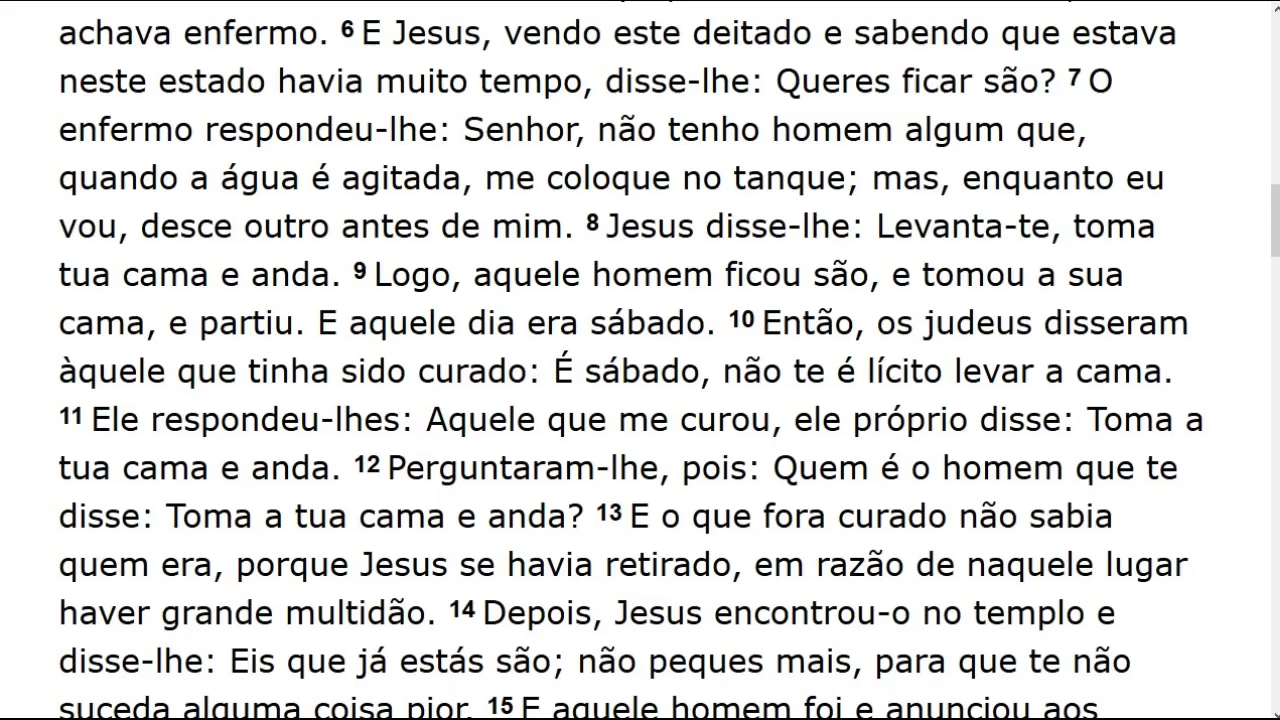 achava enfermo. 6 E Jesus, vendo este deitado e sabendo que estava
neste estado havia muito tempo, disse-lhe: Queres ficar são? 7 O
enfermo respondeu-lhe: Senhor, não tenho homem algum que,
quando a água é agitada, me coloque no tanque; mas, enquanto eu
vou, desce outro antes de mim. 8 Jesus disse-lhe: Levanta-te, toma
tua cama e anda. 9 Logo, aquele homem ficou são, e tomou a sua
cama, e partiu. E aquele dia era sábado. 10 Então, os judeus disseram
àquele que tinha sido curado: É sábado, não te é lícito levar a cama.
11 Ele respondeu-lhes: Aquele que me curou, ele próprio disse: Toma a
tua cama e anda. 12 Perguntaram-lhe, pois: Quem é o homem que te
disse: Toma a tua cama e anda? 13 E o que fora curado não sabia
quem era, porque Jesus se havia retirado, em razão de naquele lugar
haver grande multidão. 14 Depois, Jesus encontrou-o no templo e
disse-lhe: Eis que já estás são; não peques mais, para que te não
suceda alguma coisa pior. 15 E aquele homem foi e anunciou aos